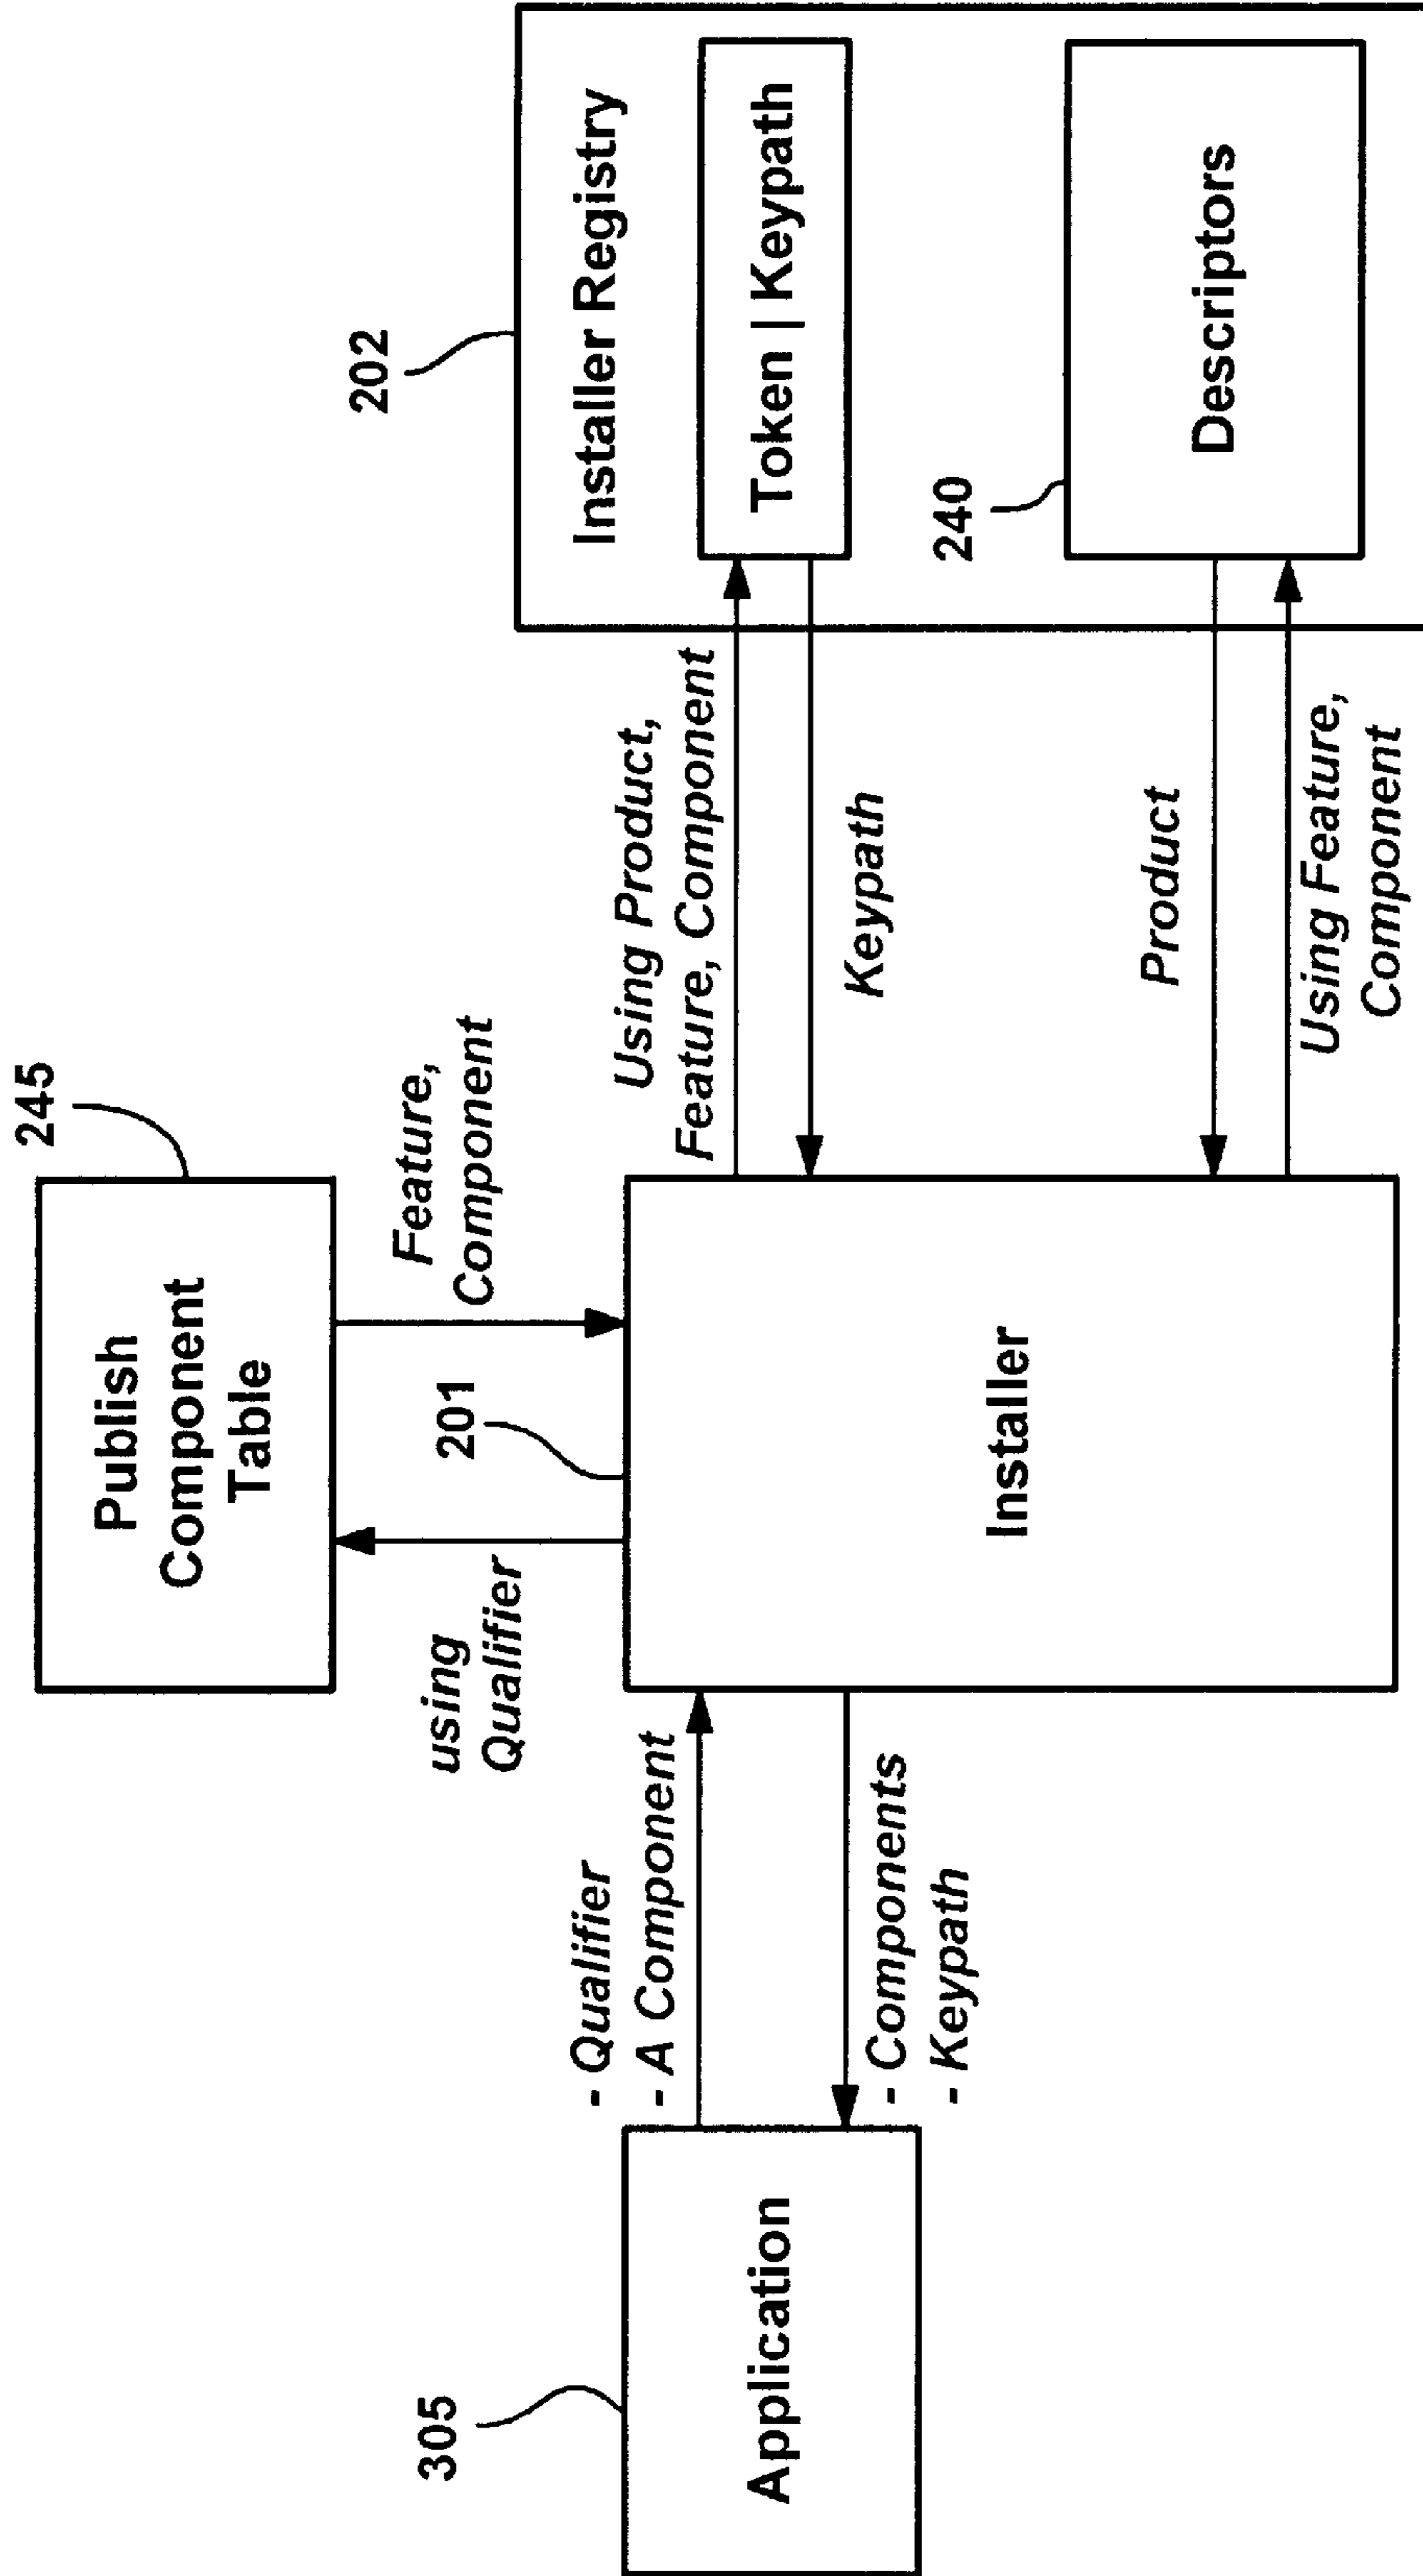 245
Publish
Component
Table
202
Installer Registry
Token | Keypath
240
Descriptors
using
Qualifier
Feature,
Component
201
Installer
Using Product,
Feature, Component
Keypath
Product
Using Feature,
Component
305
Application
- Qualifier
- A Component
- Components
- Keypath